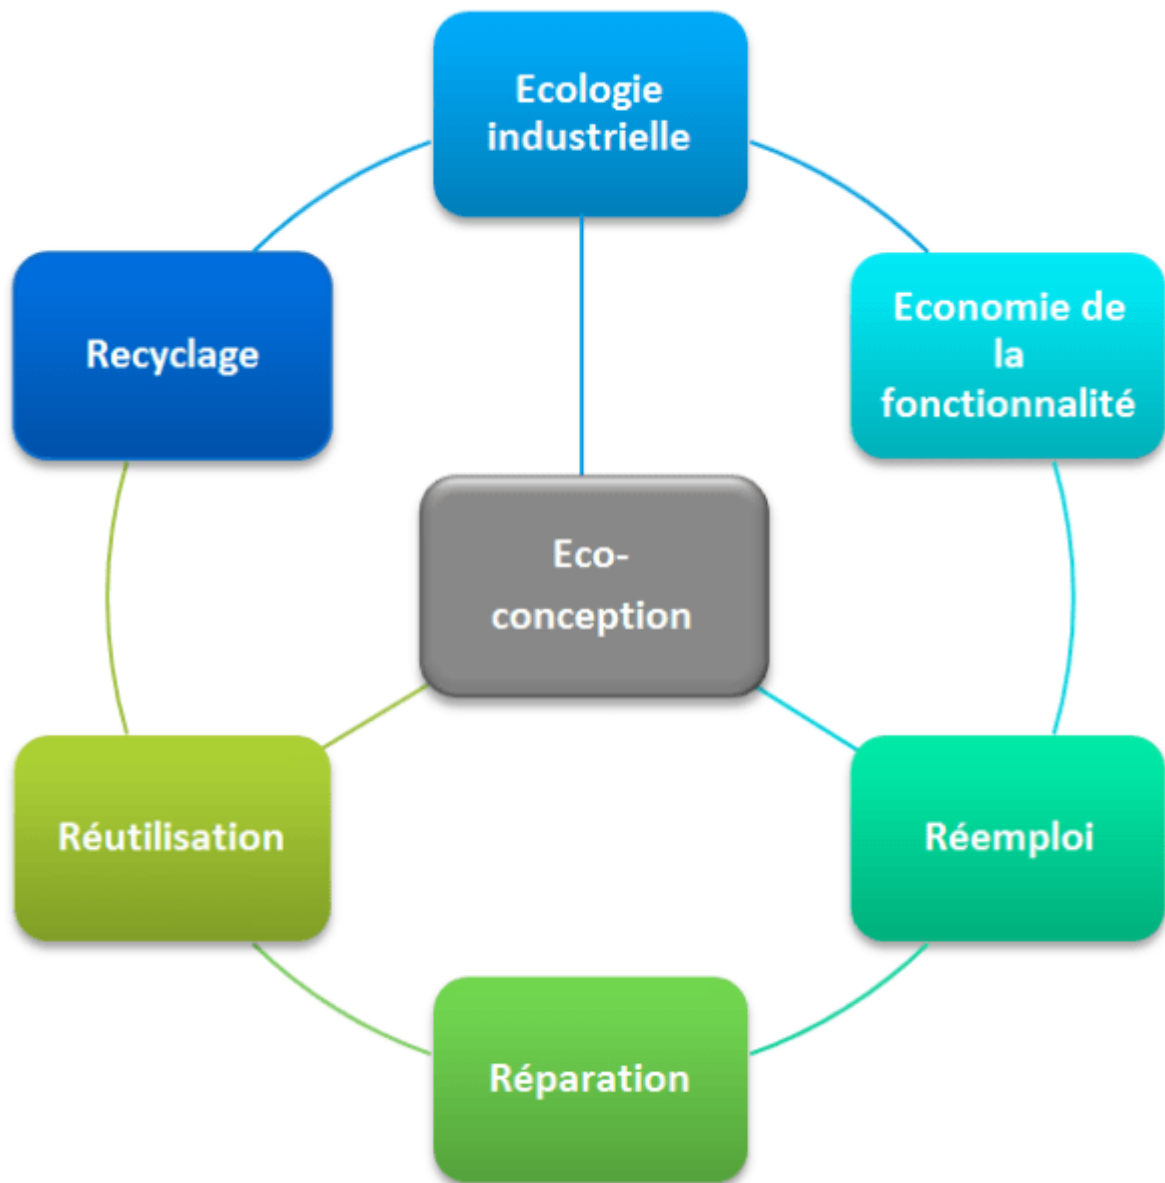 Ecologie
industrielle
Economie de
la
fonctionnalité
Recyclage
Eco-
conception
Réutilisation
Réemploi
Réparation